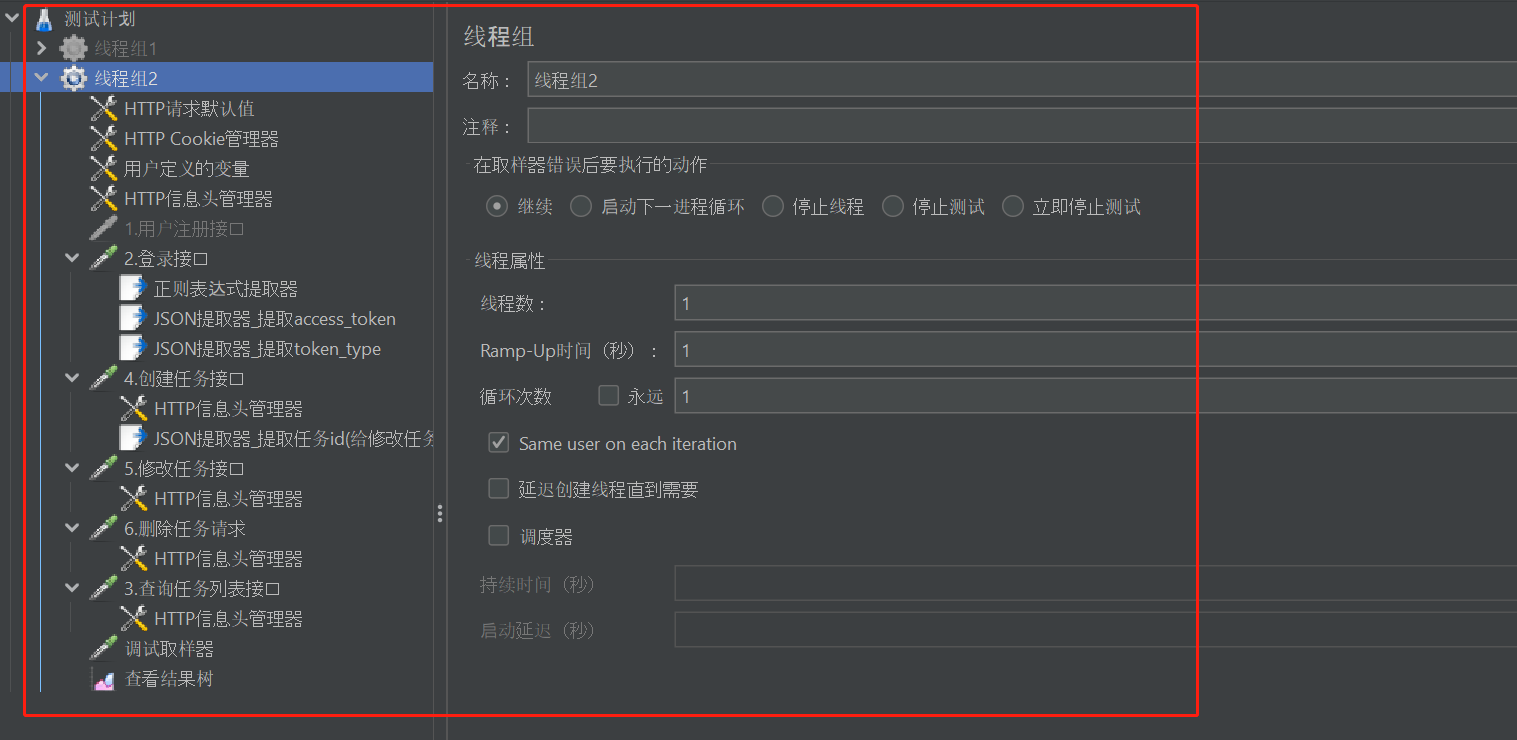 测试计划
线程组1
线程组2
HTTP请求默认值
HTTP Cookie管理器
用户定义的变量
HTTP信息头管理器
1.用户注册接口
2.登录接口
正则表达式提取器
JSON提取器_提取access_token
JSON提取器_提取token_type
4.创建任务接口
HTTP信息头管理器
JSON提取器_提取任务id(给修改任务
5.修改任务接口
HTTP信息头管理器
6.删除任务请求
HTTP信息头管理器
3.查询任务列表接口
HTTP信息头管理器
调试取样器
查看结果树
线程组
名称： 线程组2
注释：
在取样器错误后要执行的动作
继续 启动下一进程循环 停止线程 停止测试 立即停止测试
线程属性
线程数： 1
Ramp-Up时间（秒）： 1
循环次数 永远 1
Same user on each iteration
延迟创建线程直到需要
调度器
持续时间（秒）
启动延迟（秒）